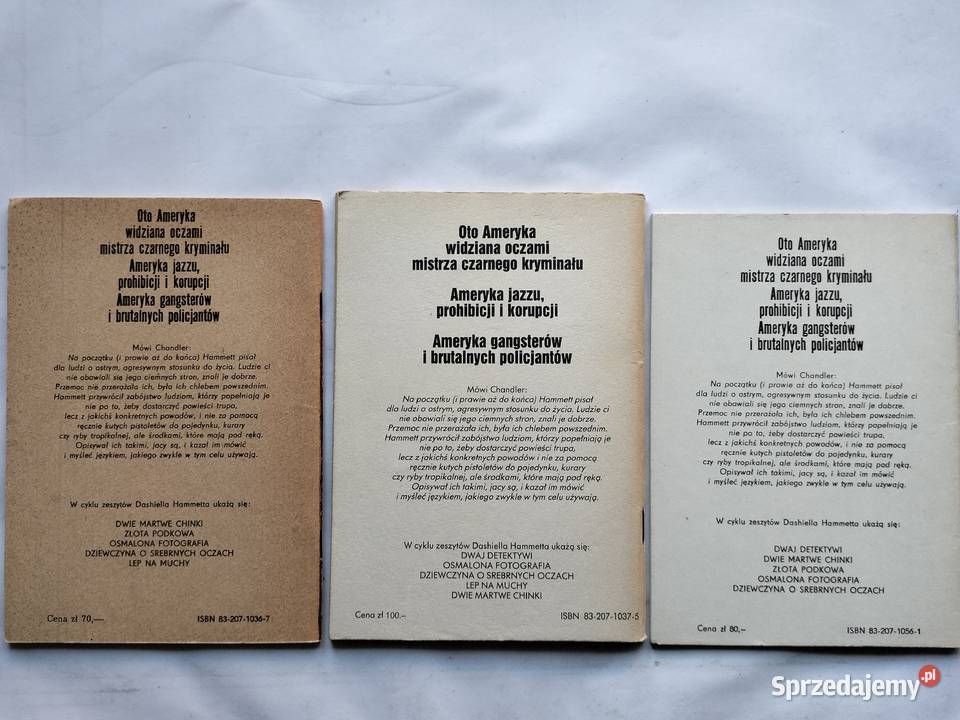 Oto Ameryka
widziana oczami
mistrza czarnego kryminału
Ameryka jazzu,
prohibicji i korupcji
Ameryka gangsterów
i brutalnych policjantów
Mówi Chandler:
Na początku (i prawie aż do końca) Hammett pisał
dla ludzi o ostrym, agresywnym stosunku do życia. Ludzie ci
nie obawiali się jego ciemnych stron, znali je dobrze.
Przemoc nie przerażała ich, była ich chlebem powszednim.
Hammett przywrócił zabójstwo ludziom, którzy popełniają je
nie po to, żeby dostarczyć powieści trupa,
lecz z jakichś konkretnych powodów, i nie za pomocą
ręcznie kutych pistoletów do pojedynku, kurary
czy ryby tropikalnej, ale środkami, które mają pod ręką.
Opisywał ich takimi, jacy są, i kazał im mówić
i myśleć językiem, jakiego zwykle w tym celu używają.
W cyklu zeszytów Dashiella Hammetta ukażą się:
DWIE MARTWE CHINKI
ZŁOTA PODKOWA
OSMALONA FOTOGRAFIA
DZIEWCZYNA O SREBRNYCH OCZACH
LEP NA MUCHY
Cena zł 70,—
ISBN 83-207-1036-7
Oto Ameryka
widziana oczami
mistrza czarnego kryminału
Ameryka jazzu,
prohibicji i korupcji
Ameryka gangsterów
i brutalnych policjantów
Mówi Chandler:
Na początku (i prawie aż do końca) Hammett pisał
dla ludzi o ostrym, agresywnym stosunku do życia. Ludzie ci
nie obawiali się jego ciemnych stron, znali je dobrze.
Przemoc nie przerażała ich, była ich chlebem powszednim.
Hammett przywrócił zabójstwo ludziom, którzy popełniają je
nie po to, żeby dostarczyć powieści trupa,
lecz z jakichś konkretnych powodów i nie za pomocą
ręcznie kutych pistoletów do pojedynku, kurary
czy ryby tropikalnej, ale środkami, które mają pod ręką.
Opisywał ich takimi, jacy są, i kazał im mówić
i myśleć językiem, jakiego zwykle w tym celu używają.
W cyklu zeszytów Dashiella Hammetta ukażą się:
DWAJ DETEKTYWI
OSMALONA FOTOGRAFIA
DZIEWCZYNA O SREBRNYCH OCZACH
LEP NA MUCHY
DWIE MARTWE CHINKI
Cena zł 100.–
ISBN 83-207-1037-5
Oto Ameryka
widziana oczami
mistrza czarnego kryminału
Ameryka jazzu,
prohibicji i korupcji
Ameryka gangsterów
i brutalnych policjantów
Mówi Chandler:
Na początku (i prawie aż do końca) Hammett pisał
dla ludzi o ostrym, agresywnym stosunku do życia. Ludzie ci
nie obawiali się jego ciemnych stron, znali je dobrze.
Przemoc nie przerażała ich, była ich chlebem powszednim.
Hammett przywrócił zabójstwo ludziom, którzy popełniają je
nie po to, żeby dostarczyć powieści trupa,
lecz z jakichś konkretnych powodów, i nie za pomocą
ręcznie kutych pistoletów do pojedynku, kurary
czy ryby tropikalnej, ale środkami, które mają pod ręką.
Opisywał ich takimi, jacy są, i kazał im mówić
i myśleć językiem, jakiego zwykle w tym celu używają.
W cyklu zeszytów Dashiella Hammetta ukażą się:
DWAJ DETEKTYWI
DWIE MARTWE CHINKI
ZŁOTA PODKOWA
OSMALONA FOTOGRAFIA
DZIEWCZYNA O SREBRNYCH OCZACH
Cena zł 80,—
ISBN 83-207-1056-1
Sprzedajemy.pl